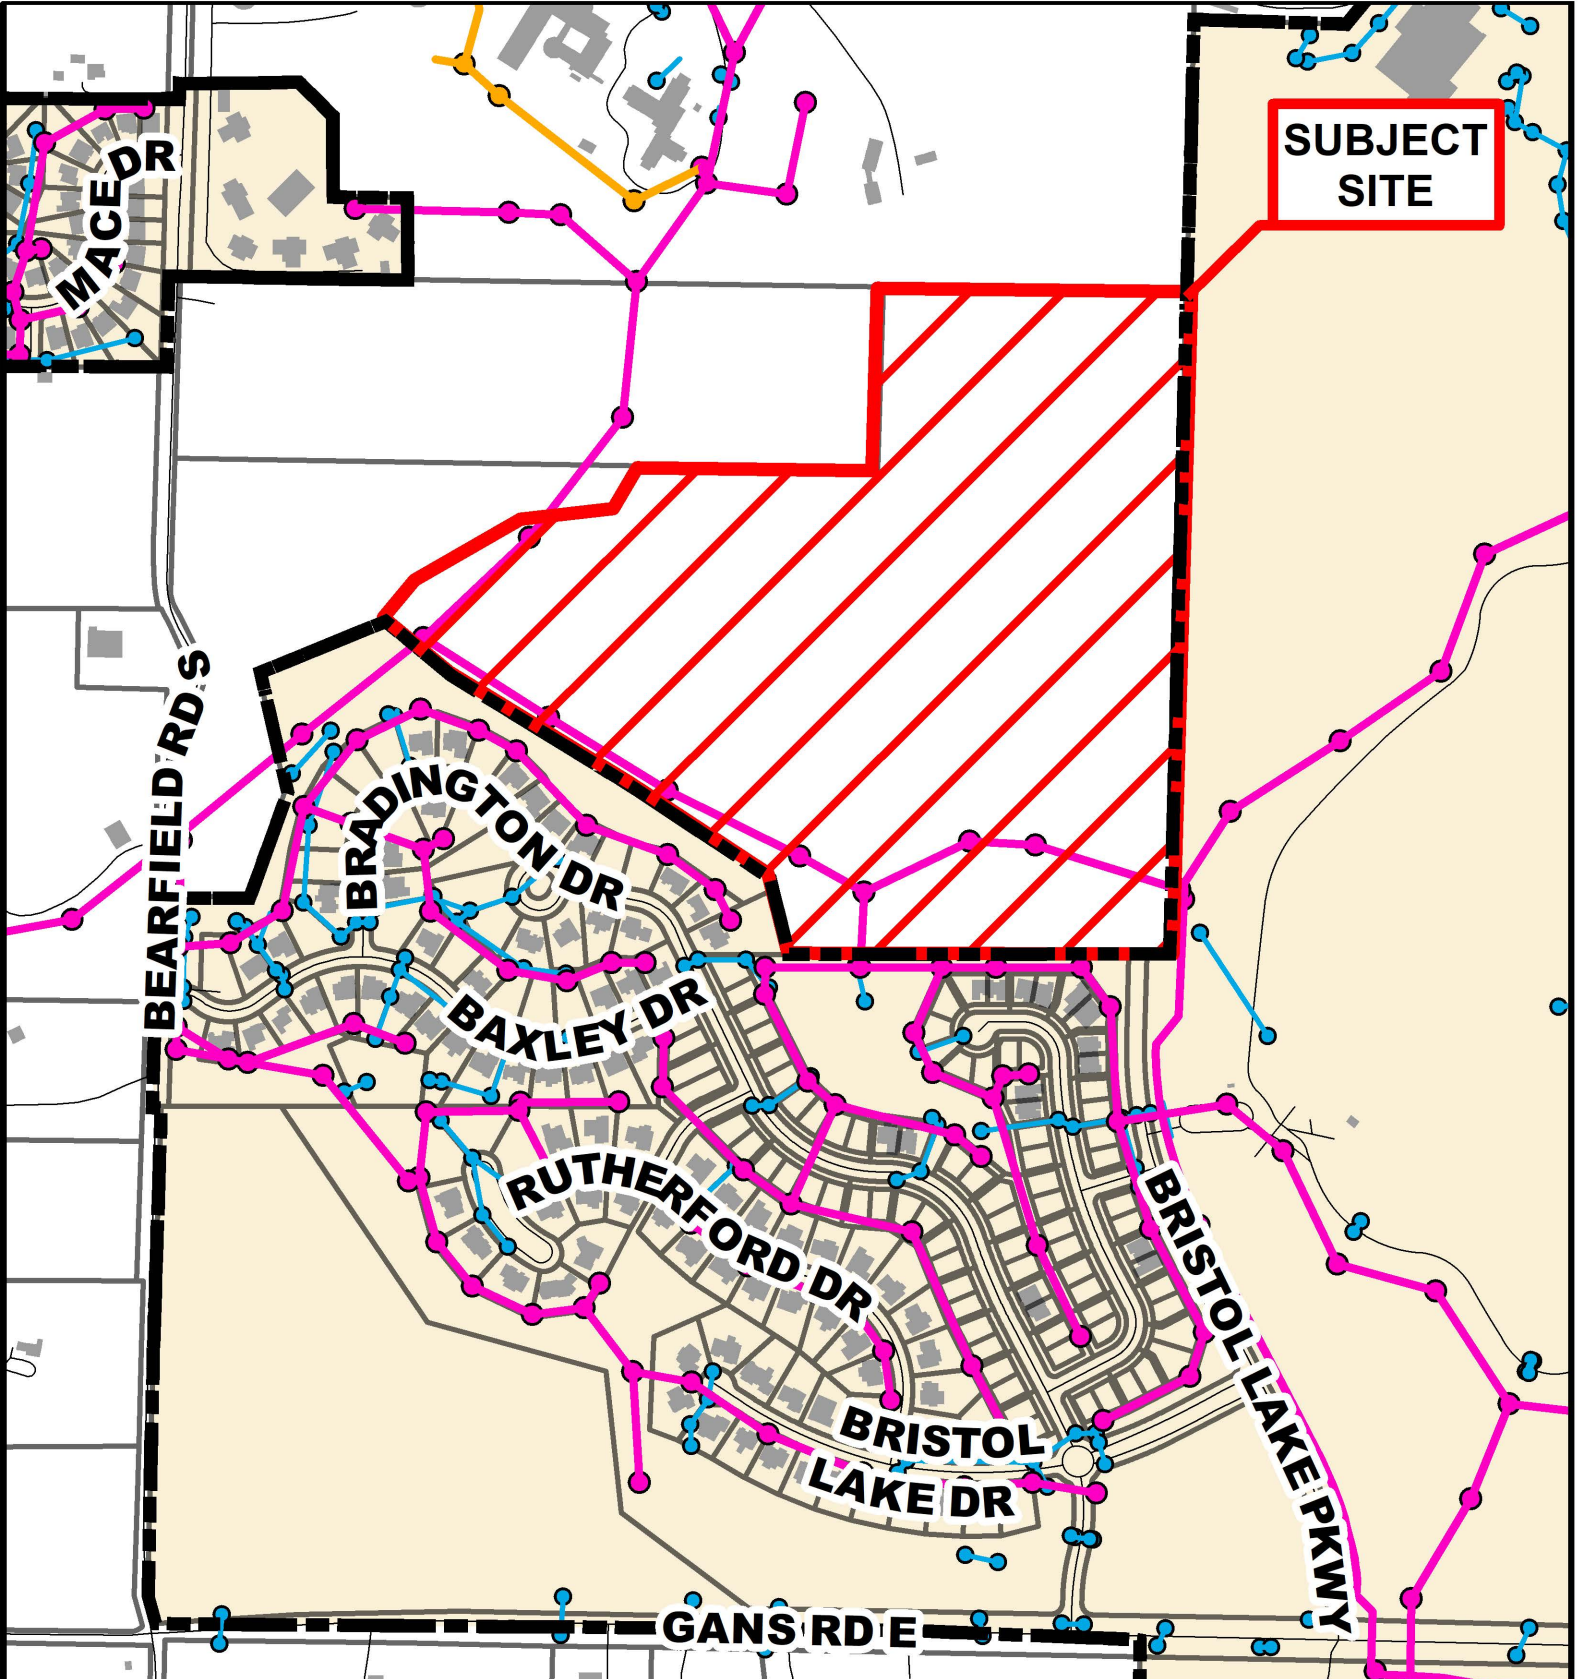 SUBJECT
SITE
MACE DR
BEARFIELD RD S
BRADINGTON DR
BAXLEY DR
RUTHERFORD DR
BRISTOL
LAKE DR
BRISTOL LAKE PKWY
GANS RD E